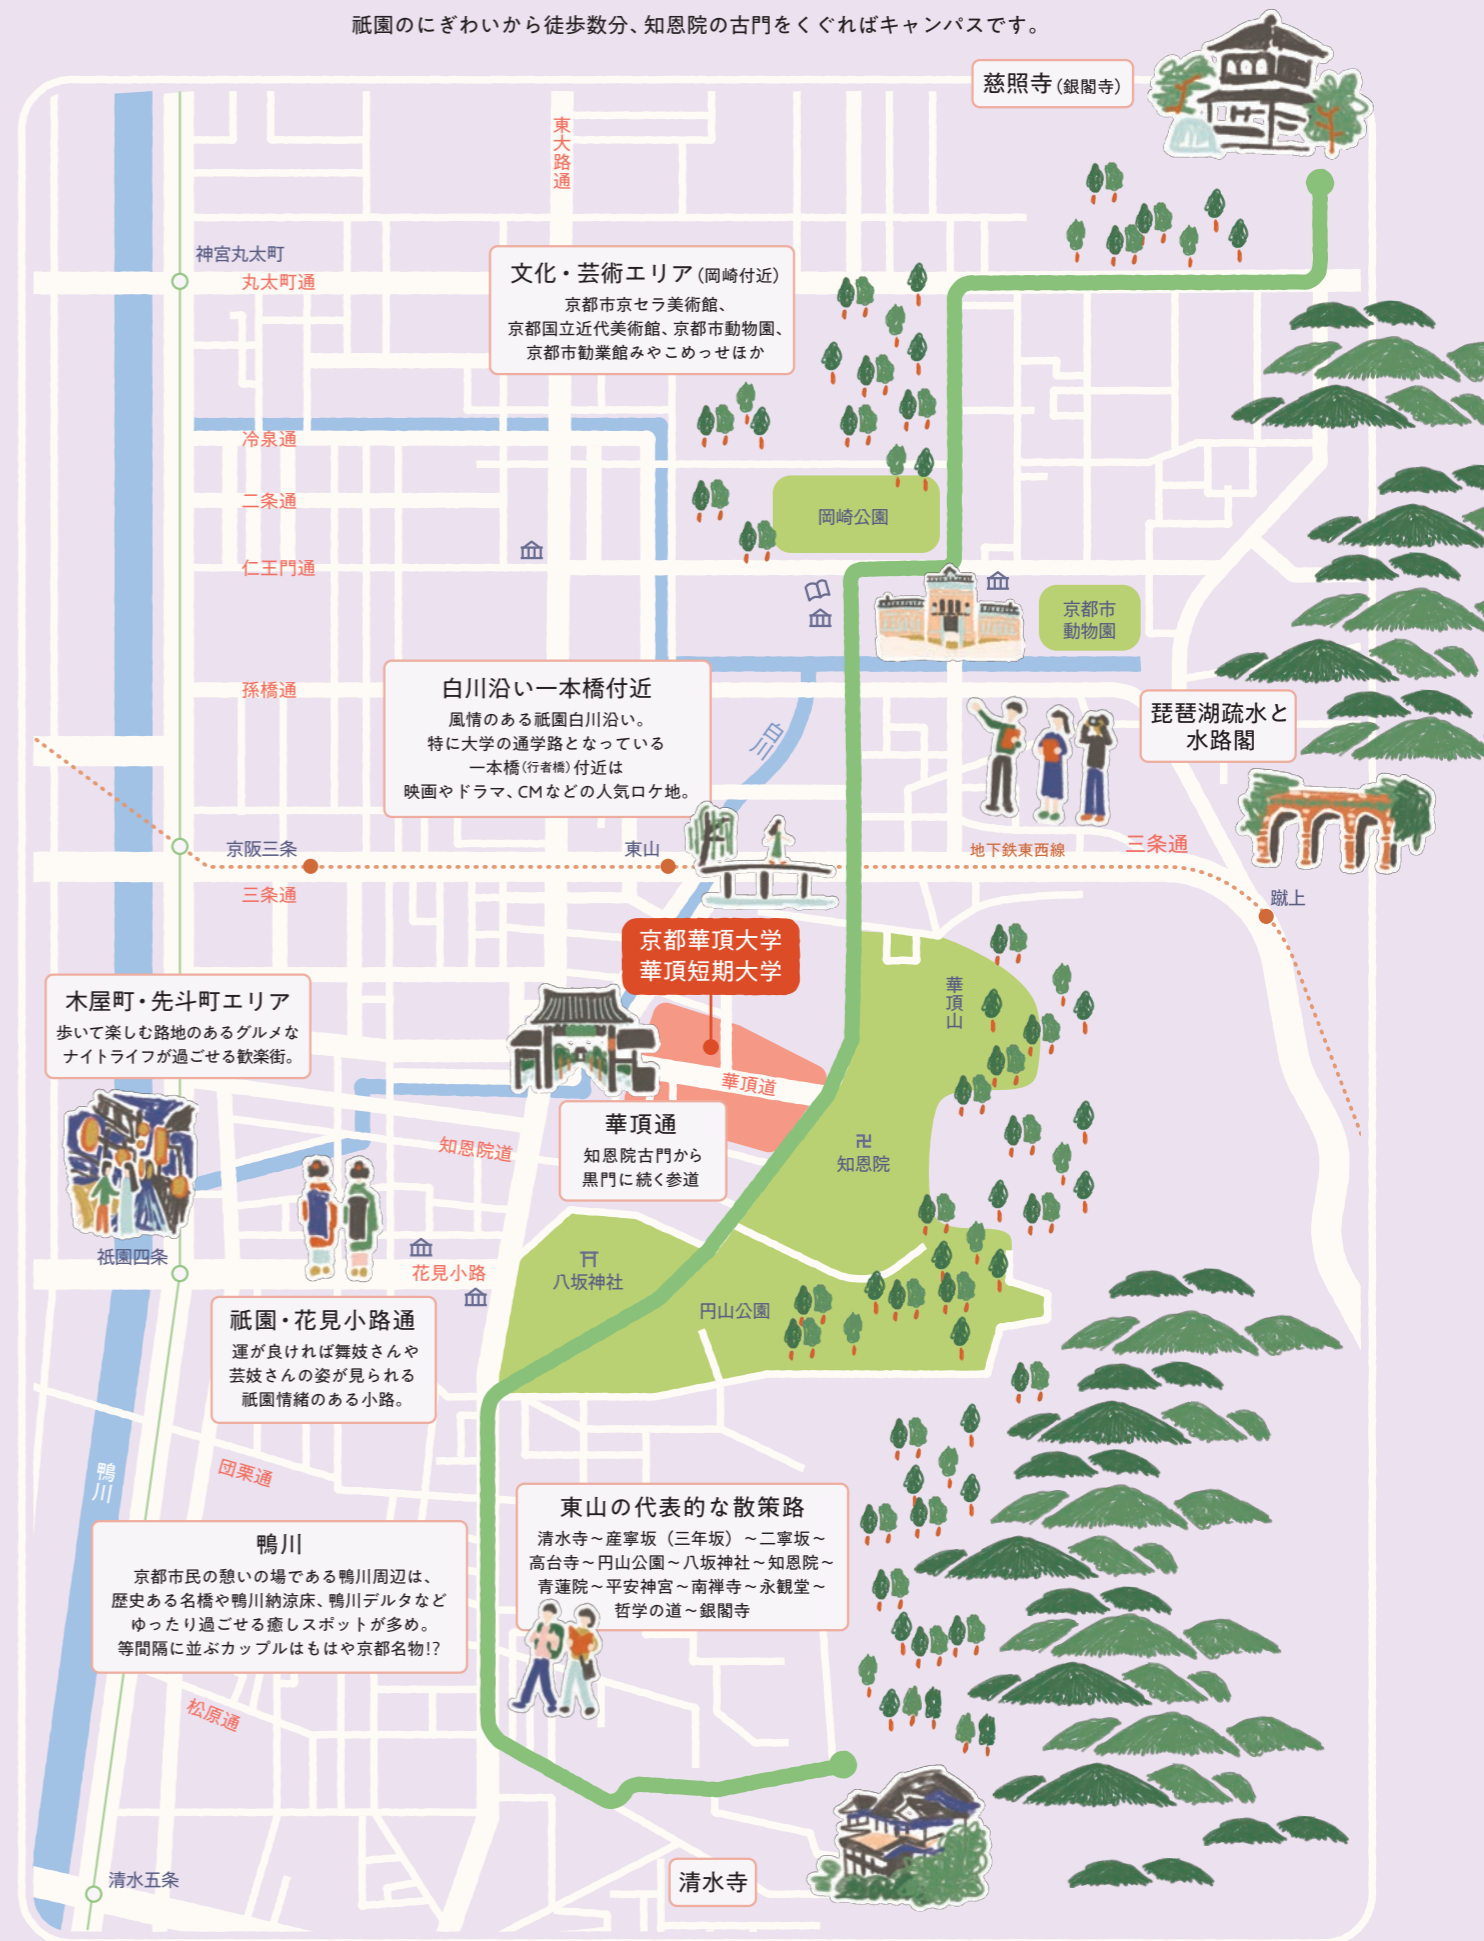 祇園のにぎわいから徒歩数分、知恩院の古門をくぐればキャンパスです。
慈照寺（銀閣寺）
東大路通
神宮丸太町
丸太町通
文化・芸術エリア（岡崎付近）
京都市京セラ美術館、
京都国立近代美術館、京都市動物園、
京都市勧業館みやこめっせほか
冷泉通
二条通
岡崎公園
仁王門通
京都市
動物園
孫橋通
白川沿い一本橋付近
風情のある祇園白川沿い。
特に大学の通学路となっている
一本橋（行者橋）付近は
映画やドラマ、CMなどの人気ロケ地。
白川
琵琶湖疏水と
水路閣
京阪三条
東山
地下鉄東西線
三条通
三条通
蹴上
京都華頂大学
華頂短期大学
華頂山
木屋町・先斗町エリア
歩いて楽しむ路地のあるグルメな
ナイトライフが過ごせる歓楽街。
華頂道
華頂通
知恩院古門から
黒門に続く参道
知恩院道
卍
知恩院
祇園四条
花見小路
八坂神社
円山公園
祇園・花見小路通
運が良ければ舞妓さんや
芸妓さんの姿が見られる
祇園情緒のある小路。
鴨川
団栗通
東山の代表的な散策路
清水寺～産寧坂（三年坂）～二寧坂～
高台寺～円山公園～八坂神社～知恩院～
青蓮院～平安神宮～南禅寺～永観堂～
哲学の道～銀閣寺
鴨川
京都市民の憩いの場である鴨川周辺は、
歴史ある名橋や鴨川納涼床、鴨川デルタなど
ゆったり過ごせる癒しスポットが多め。
等間隔に並ぶカップルはもはや京都名物!?
松原通
清水五条
清水寺